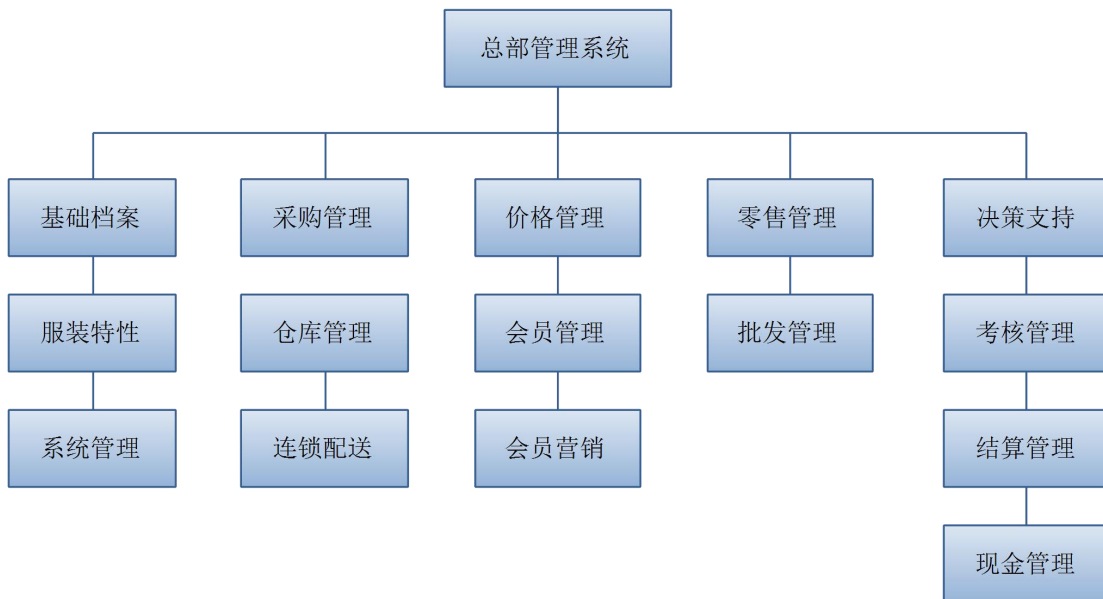 总部管理系统
基础档案
采购管理
价格管理
零售管理
决策支持
服装特性
仓库管理
会员管理
批发管理
考核管理
系统管理
连锁配送
会员营销
结算管理
现金管理